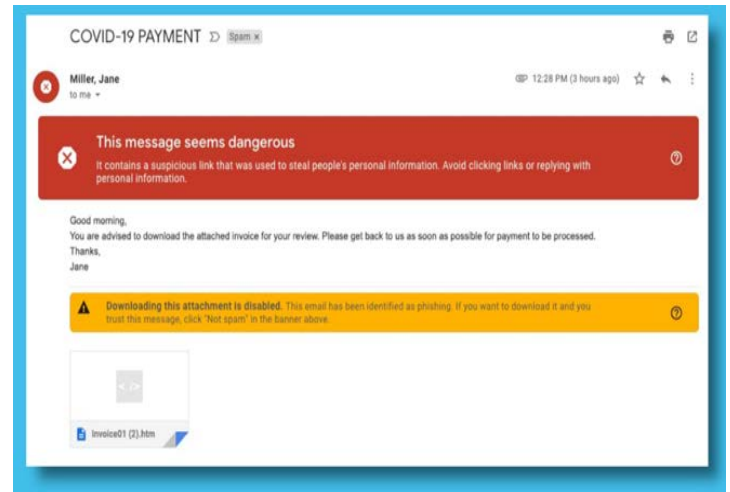 COVID-19 PAYMENT Spam x
Miller, Jane 12:28 PM (3 hours ago)
to me
This message seems dangerous
It contains a suspicious link that was used to steal people's personal information. Avoid clicking links or replying with
personal information.
Good morning,
You are advised to download the attached invoice for your review. Please get back to us as soon as possible for payment to be processed.
Thanks,
Jane
Downloading this attachment is disabled. This email has been identified as phishing. If you want to download it and you
trust this message, click "Not spam" in the banner above.
Invoice01 (2).htm